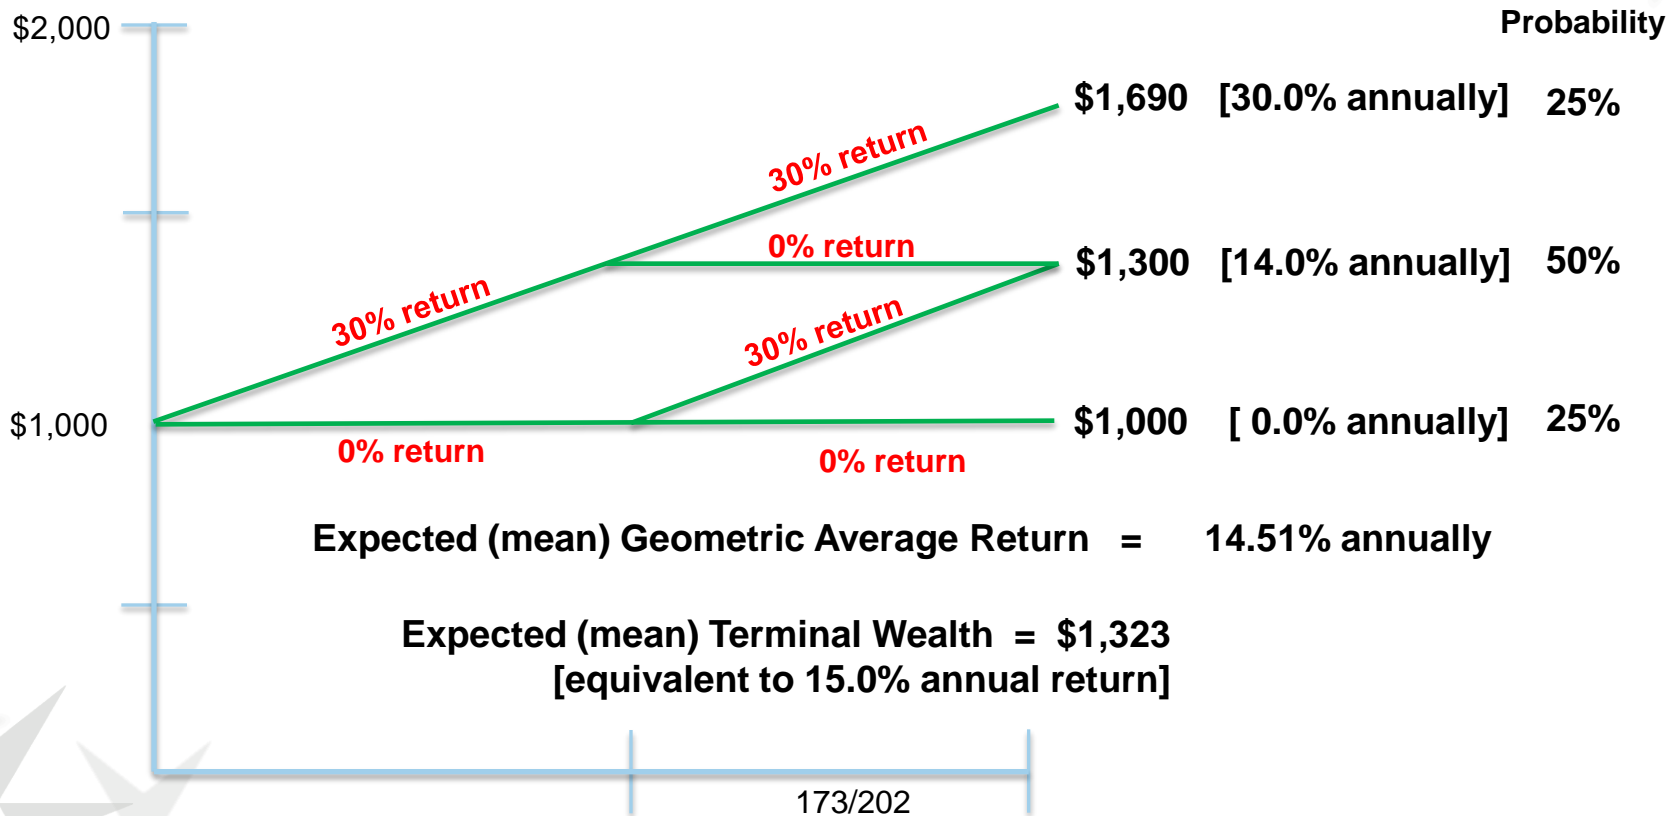 $2,000
Probability
$1,690 [30.0% annually] 25%
30% return
0% return
$1,300 [14.0% annually] 50%
30% return
30% return
$1,000
$1,000 [ 0.0% annually] 25%
0% return
0% return
Expected (mean) Geometric Average Return = 14.51% annually
Expected (mean) Terminal Wealth = $1,323
[equivalent to 15.0% annual return]
173/202